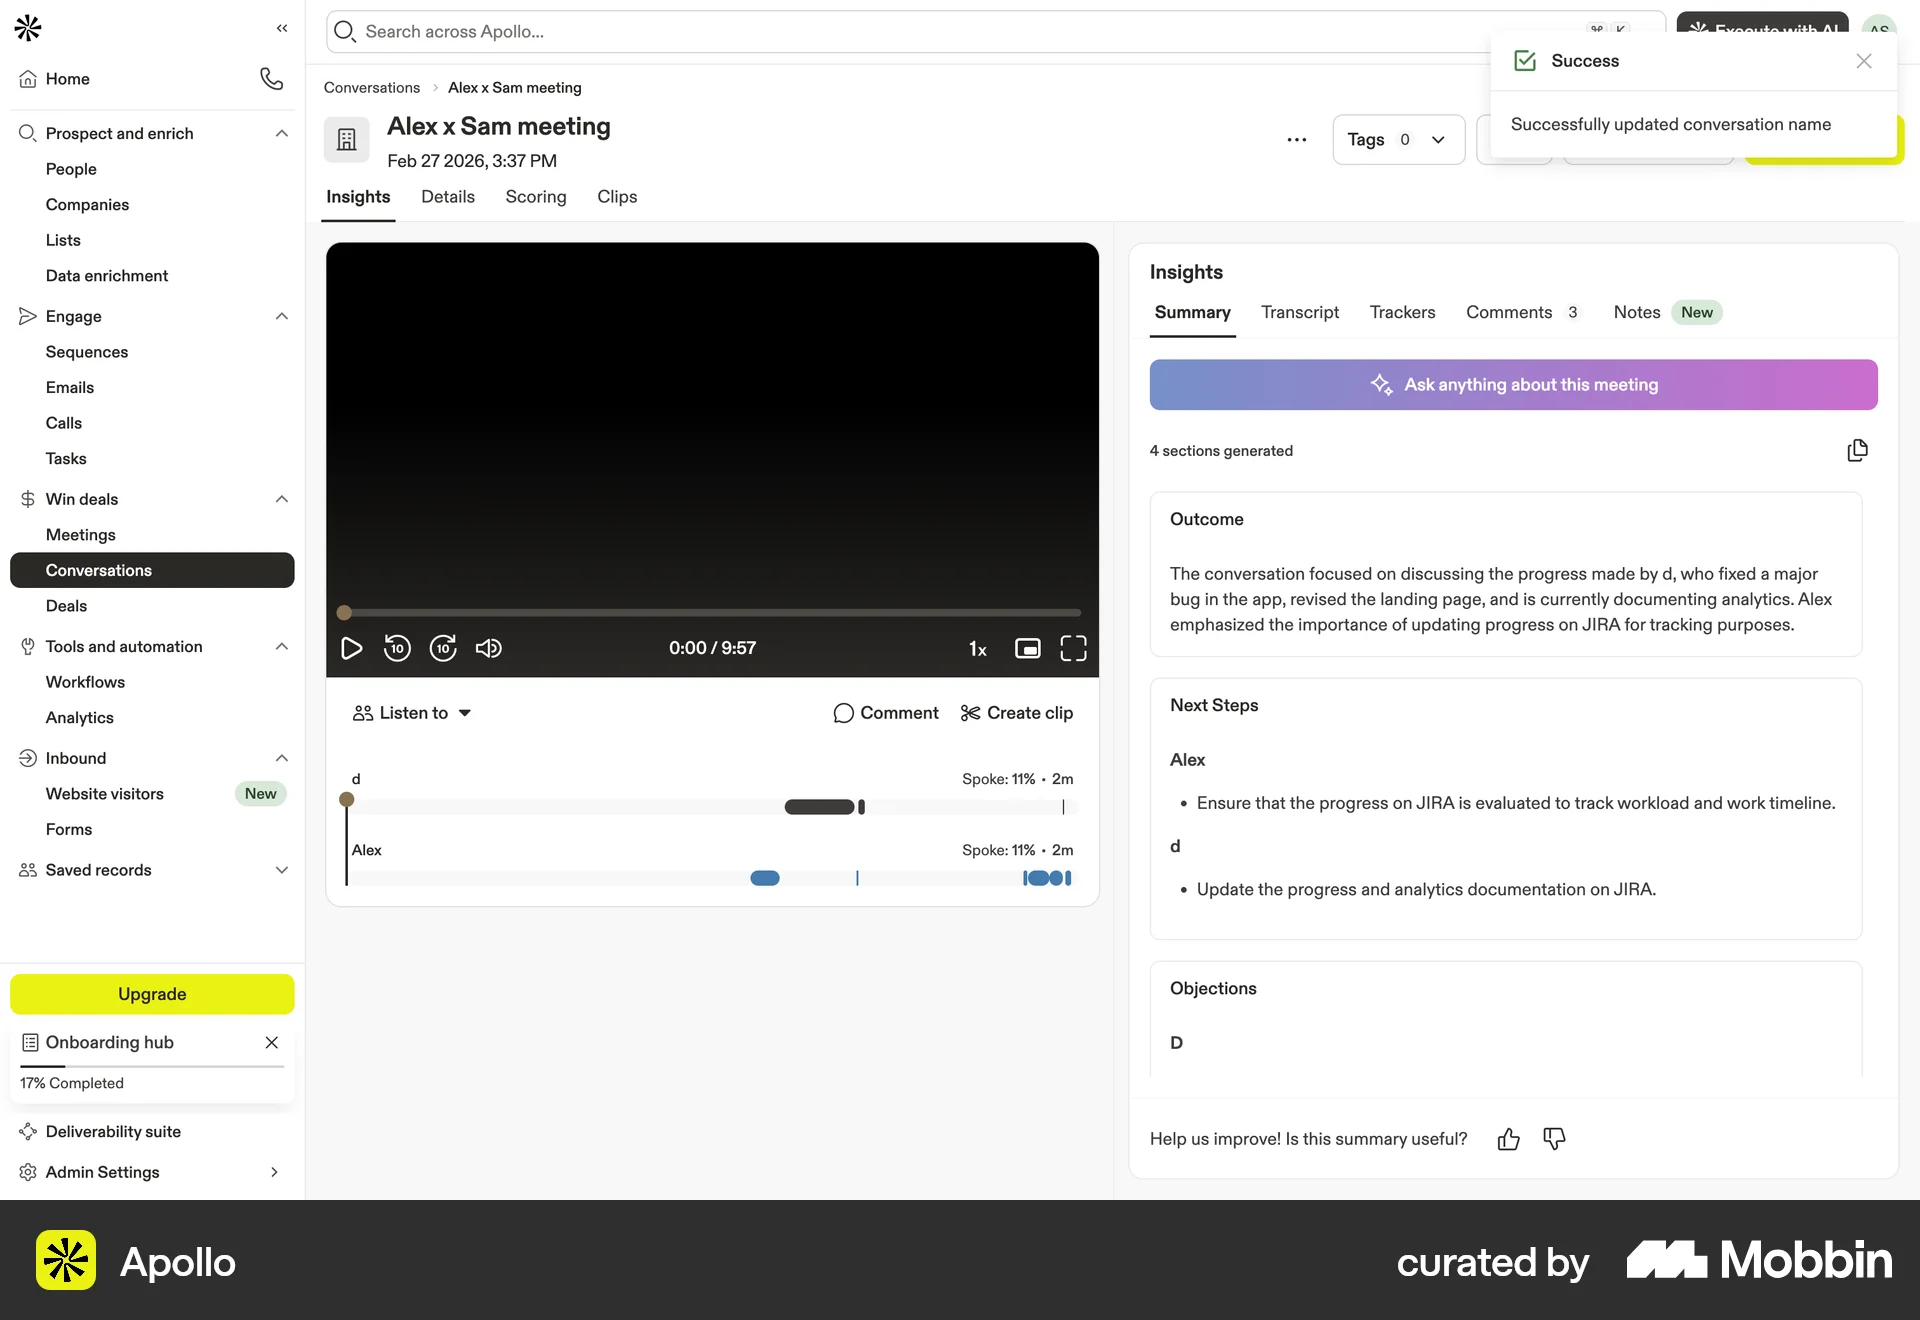 Search across Apollo...
⌘ K
Execute with AI
AS
Home
Prospect and enrich
People
Companies
Lists
Data enrichment
Engage
Sequences
Emails
Calls
Tasks
Win deals
Meetings
Conversations
Deals
Tools and automation
Workflows
Analytics
Inbound
Website visitors New
Forms
Saved records
Upgrade
Onboarding hub
17% Completed
Deliverability suite
Admin Settings
Conversations > Alex x Sam meeting
Alex x Sam meeting
Feb 27 2026, 3:37 PM
Tags 0
Success
Successfully updated conversation name
Insights Details Scoring Clips
10 10 0:00 / 9:57 1x
Listen to Comment Create clip
d Spoke: 11% • 2m
Alex Spoke: 11% • 2m
Insights
Summary Transcript Trackers Comments 3 Notes New
Ask anything about this meeting
4 sections generated
Outcome
The conversation focused on discussing the progress made by d, who fixed a major
bug in the app, revised the landing page, and is currently documenting analytics. Alex
emphasized the importance of updating progress on JIRA for tracking purposes.
Next Steps
Alex
• Ensure that the progress on JIRA is evaluated to track workload and work timeline.
d
• Update the progress and analytics documentation on JIRA.
Objections
D
Help us improve! Is this summary useful?
Apollo
curated by Mobbin